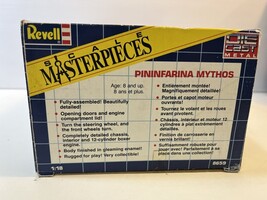 Revell
SCALE
MASTERPIECES
DIE
CAST
METAL
PININFARINA MYTHOS
Age: 8 and up.
8 ans et plus.
• Fully-assembled! Beautifully
detailed!
• Opening doors and engine
compartment lid!
• Turn the steering wheel, and
the front wheels turn.
• Completely detailed chassis,
interior and 12-cylinder boxer
engine.
• Body finished in gleaming enamel!
• Rugged for play! Very collectible!
• Entièrement montée!
Magnifiquement détaillée!
• Portes et capot moteur
ouvrants!
• Tournez le volant et les roues
avant pivotent.
• Châssis, intérieur et moteur 12
cylindres à plat entièrement
détaillés.
• Finition de carrosserie en
vernis brillant!
• Suffisamment robuste pour
jouer avec! Parfaitement à sa
place dans toute collection!
1:18
8659